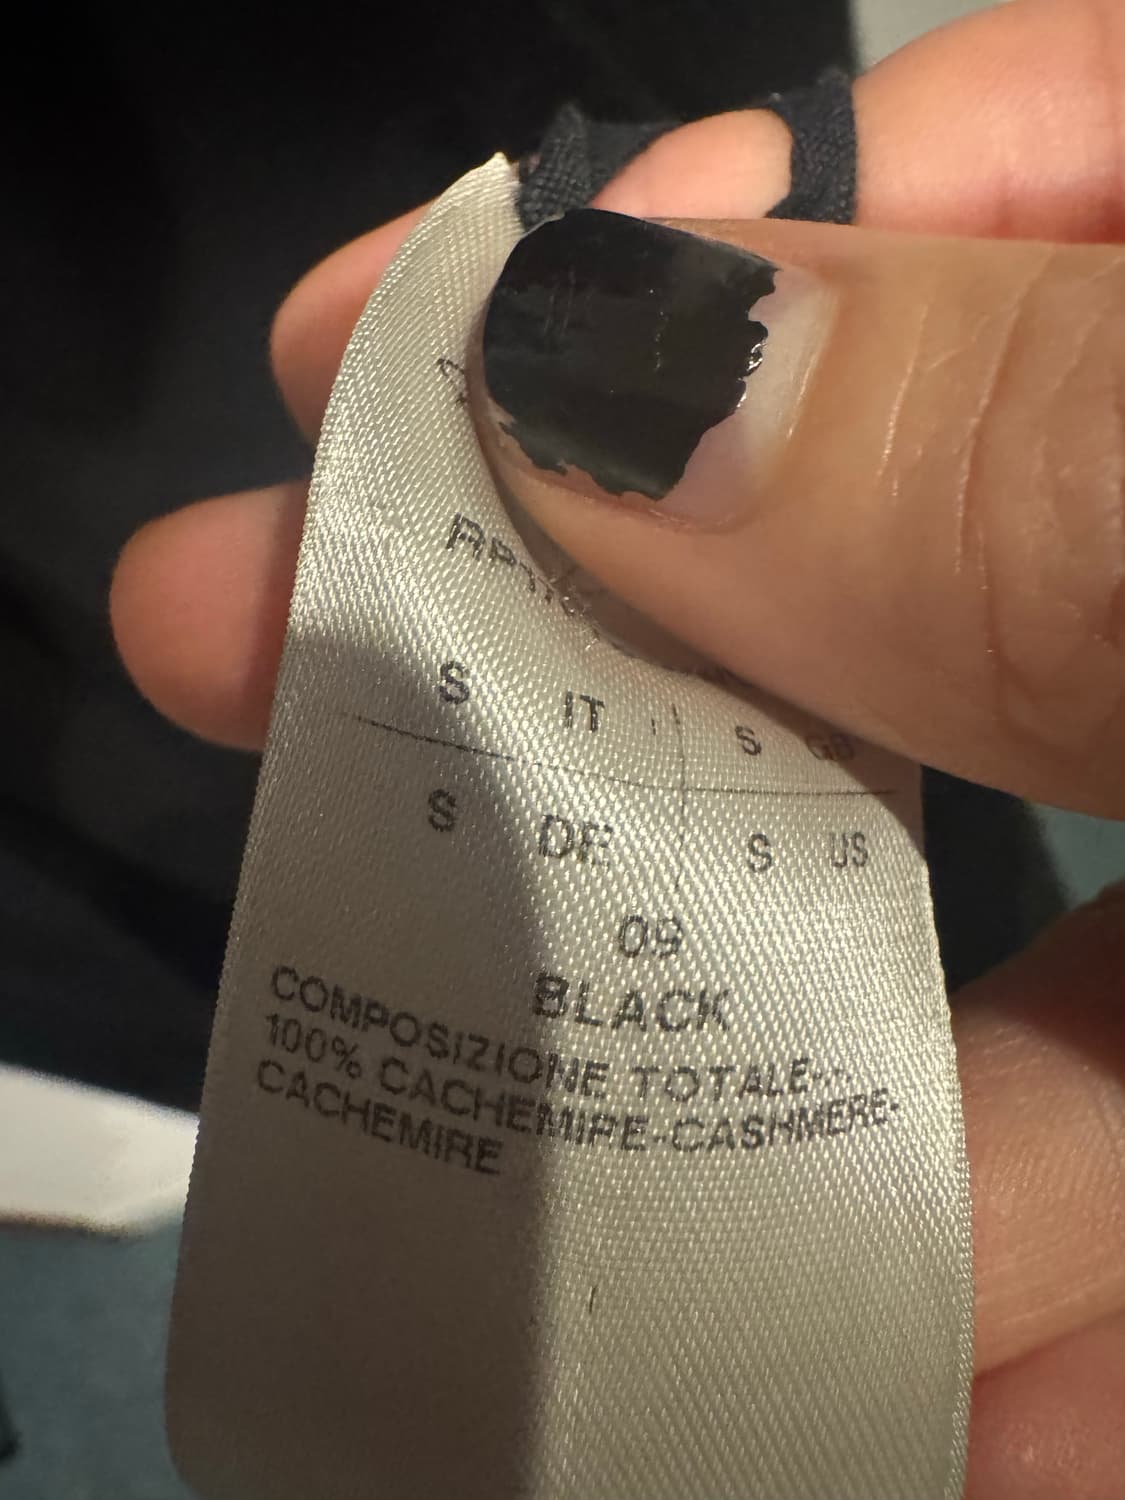 S IT S GB
S DE S US
09
BLACK
COMPOSIZIONE TOTALE-
100% CACHEMIRE-CASHMERE-
CACHEMIRE